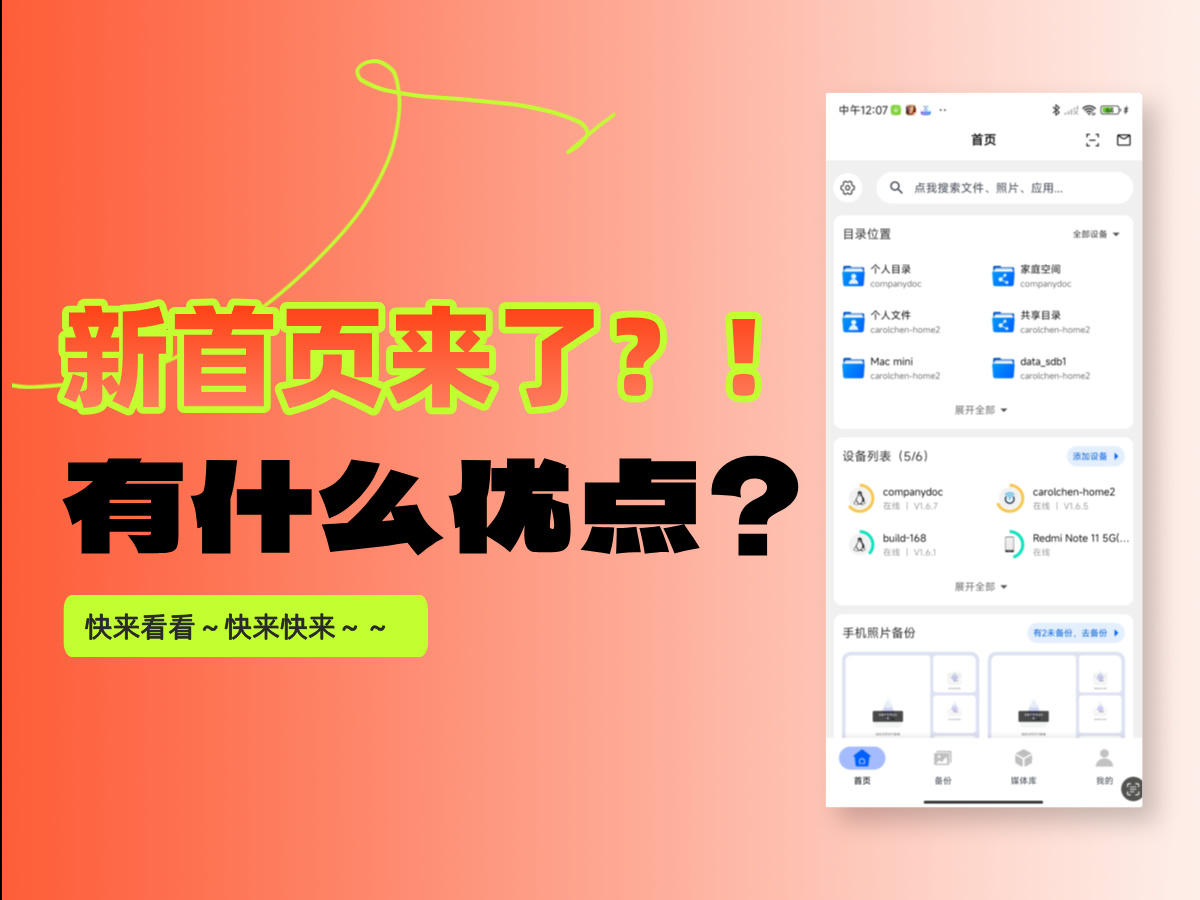 新首页来了？！
有什么优点？
快来看看～快来快来～～
中午12:07
首页
点我搜索文件、照片、应用...
目录位置 全部设备
个人目录 家庭空间
companydoc companydoc
个人文件 共享目录
carolchen-home2 carolchen-home2
Mac mini data_sdb1
carolchen-home2 carolchen-home2
展开全部
设备列表（5/6） 添加设备
companydoc carolchen-home2
在线 | V1.6.7 在线 | V1.6.5
build-168 Redmi Note 11 5G(...
在线 | V1.6.1 在线
展开全部
手机照片备份 有2未备份，去备份
首页 备份 媒体库 我的